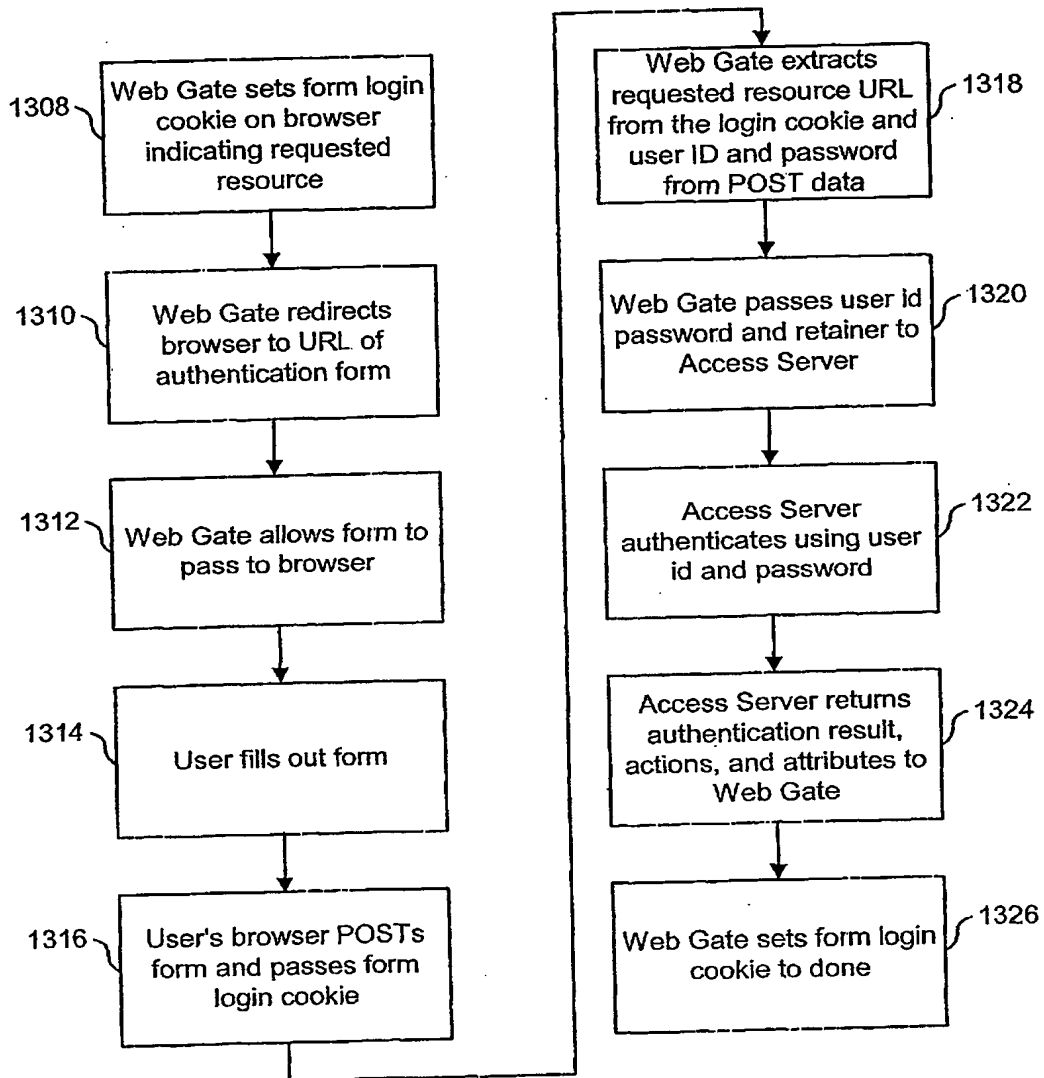 1308
Web Gate sets form login
cookie on browser
indicating requested
resource
1310
Web Gate redirects
browser to URL of
authentication form
1312
Web Gate allows form to
pass to browser
1314
User fills out form
1316
User's browser POSTs
form and passes form
login cookie
Web Gate extracts
requested resource URL
from the login cookie and
user ID and password
from POST data
1318
Web Gate passes user id
password and retainer to
Access Server
1320
Access Server
authenticates using user
id and password
1322
Access Server returns
authentication result,
actions, and attributes to
Web Gate
1324
Web Gate sets form login
cookie to done
1326